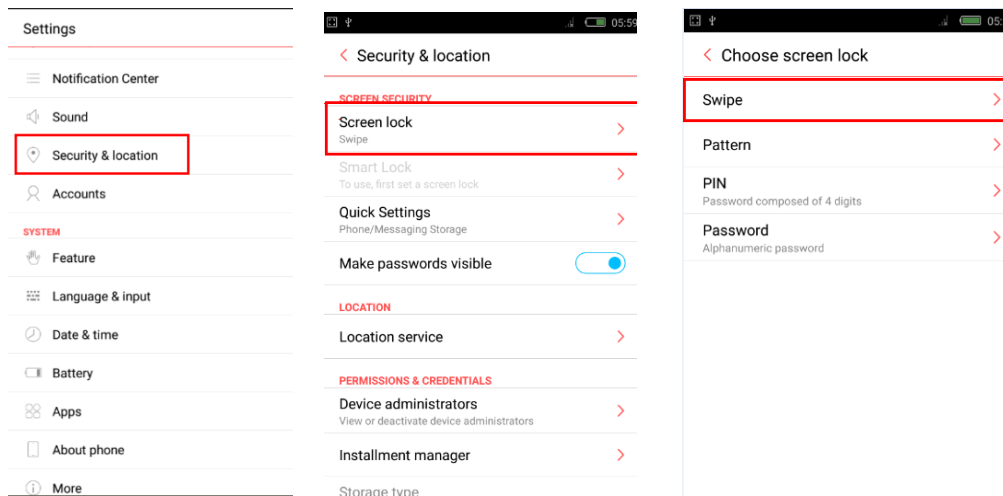 Settings
Notification Center
Sound
Security & location
Accounts
SYSTEM
Feature
Language & input
Date & time
Battery
Apps
About phone
More
05:59
Security & location
SCREEN SECURITY
Screen lock
Swipe
Smart Lock
To use, first set a screen lock
Quick Settings
Phone/Messaging Storage
Make passwords visible
LOCATION
Location service
PERMISSIONS & CREDENTIALS
Device administrators
View or deactivate device administrators
Installment manager
Storage type
05:
Choose screen lock
Swipe
Pattern
PIN
Password composed of 4 digits
Password
Alphanumeric password